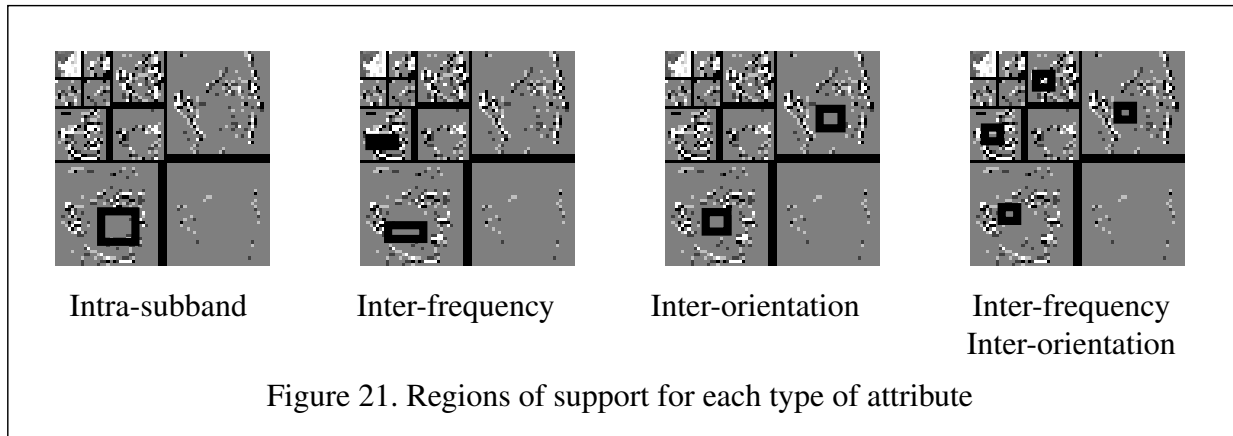 Intra-subband
Inter-frequency
Inter-orientation
Inter-frequency
Inter-orientation
Figure 21. Regions of support for each type of attribute